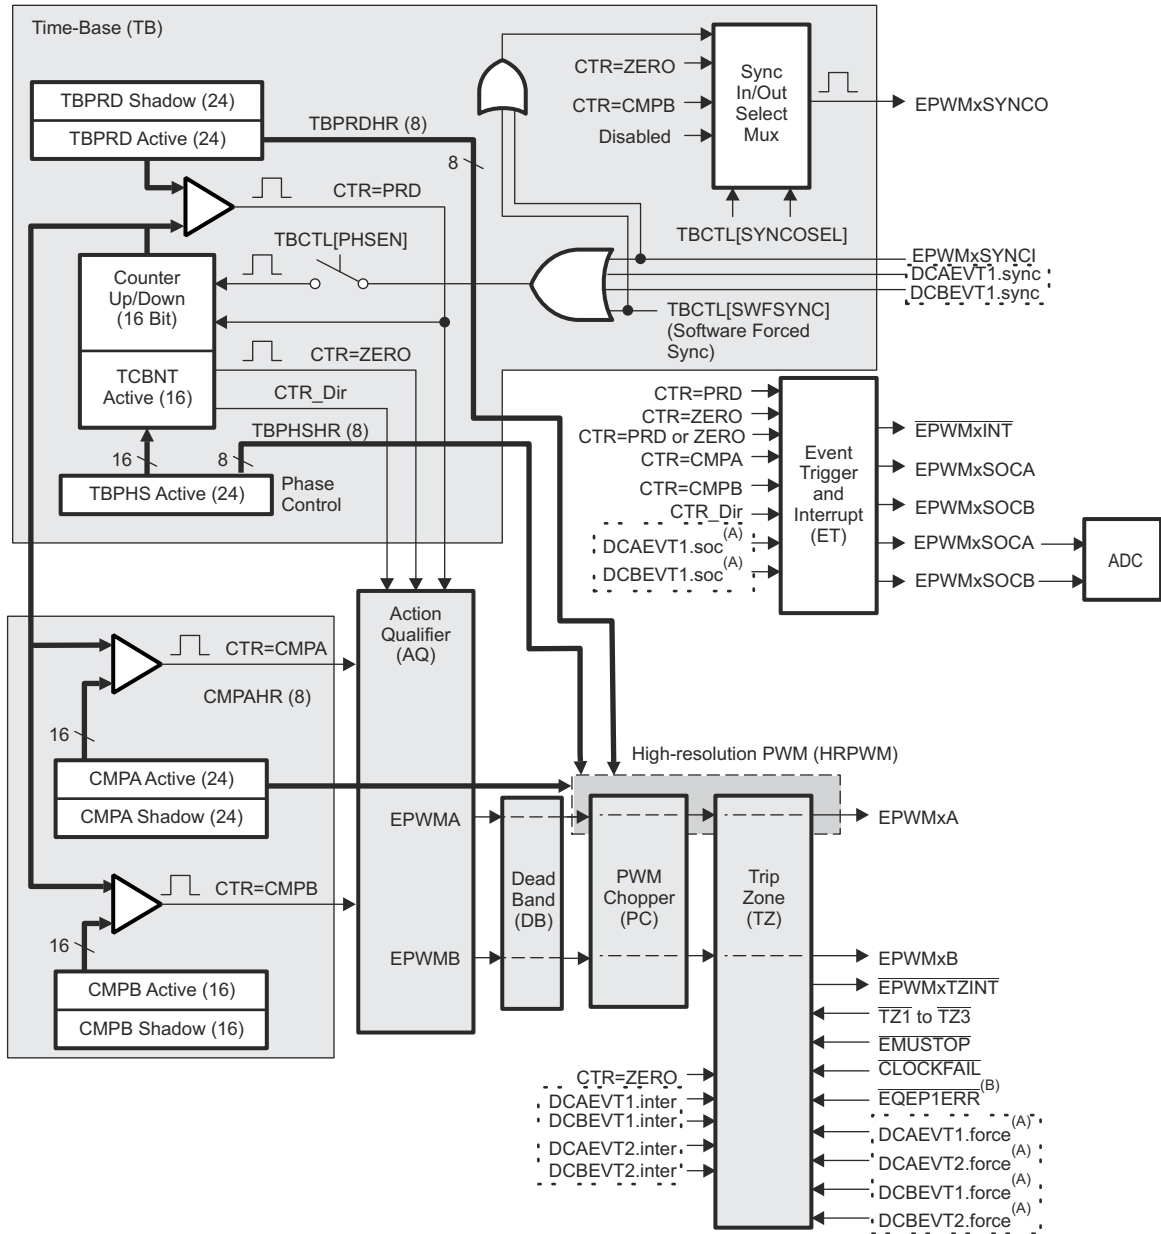 Time-Base (TB)
TBPRD Shadow (24)
TBPRD Active (24)
TBPRDHR (8)
8
CTR=PRD
TBCTL[PHSEN]
Counter
Up/Down
(16 Bit)
TCBNT
Active (16)
CTR=ZERO
CTR_Dir
TBPHSHR (8)
16
8
TBPHS Active (24)
Phase
Control
CTR=ZERO
CTR=CMPB
Disabled
Sync
In/Out
Select
Mux
EPWMxSYNCO
TBCTL[SYNCOSEL]
EPWMxSYNCI
DCAEVT1.sync
DCBEVT1.sync
TBCTL[SWFSYNC]
(Software Forced
Sync)
CTR=PRD
CTR=ZERO
CTR=PRD or ZERO
CTR=CMPA
CTR=CMPB
CTR_Dir
DCAEVT1.soc(A)
DCBEVT1.soc(A)
Event
Trigger
and
Interrupt
(ET)
EPWMxINT
EPWMxSOCA
EPWMxSOCB
EPWMxSOCA
EPWMxSOCB
ADC
Action
Qualifier
(AQ)
CTR=CMPA
CMPAHR (8)
16
CMPA Active (24)
CMPA Shadow (24)
CTR=CMPB
16
CMPB Active (16)
CMPB Shadow (16)
EPWMA
EPWMB
High-resolution PWM (HRPWM)
Dead
Band
(DB)
PWM
Chopper
(PC)
Trip
Zone
(TZ)
EPWMxA
EPWMxB
EPWMxTZINT
TZ1 to TZ3
EMUSTOP
CLOCKFAIL
EQEP1ERR(B)
DCAEVT1.force(A)
DCAEVT2.force(A)
DCBEVT1.force(A)
DCBEVT2.force(A)
CTR=ZERO
DCAEVT1.inter
DCBEVT1.inter
DCAEVT2.inter
DCBEVT2.inter